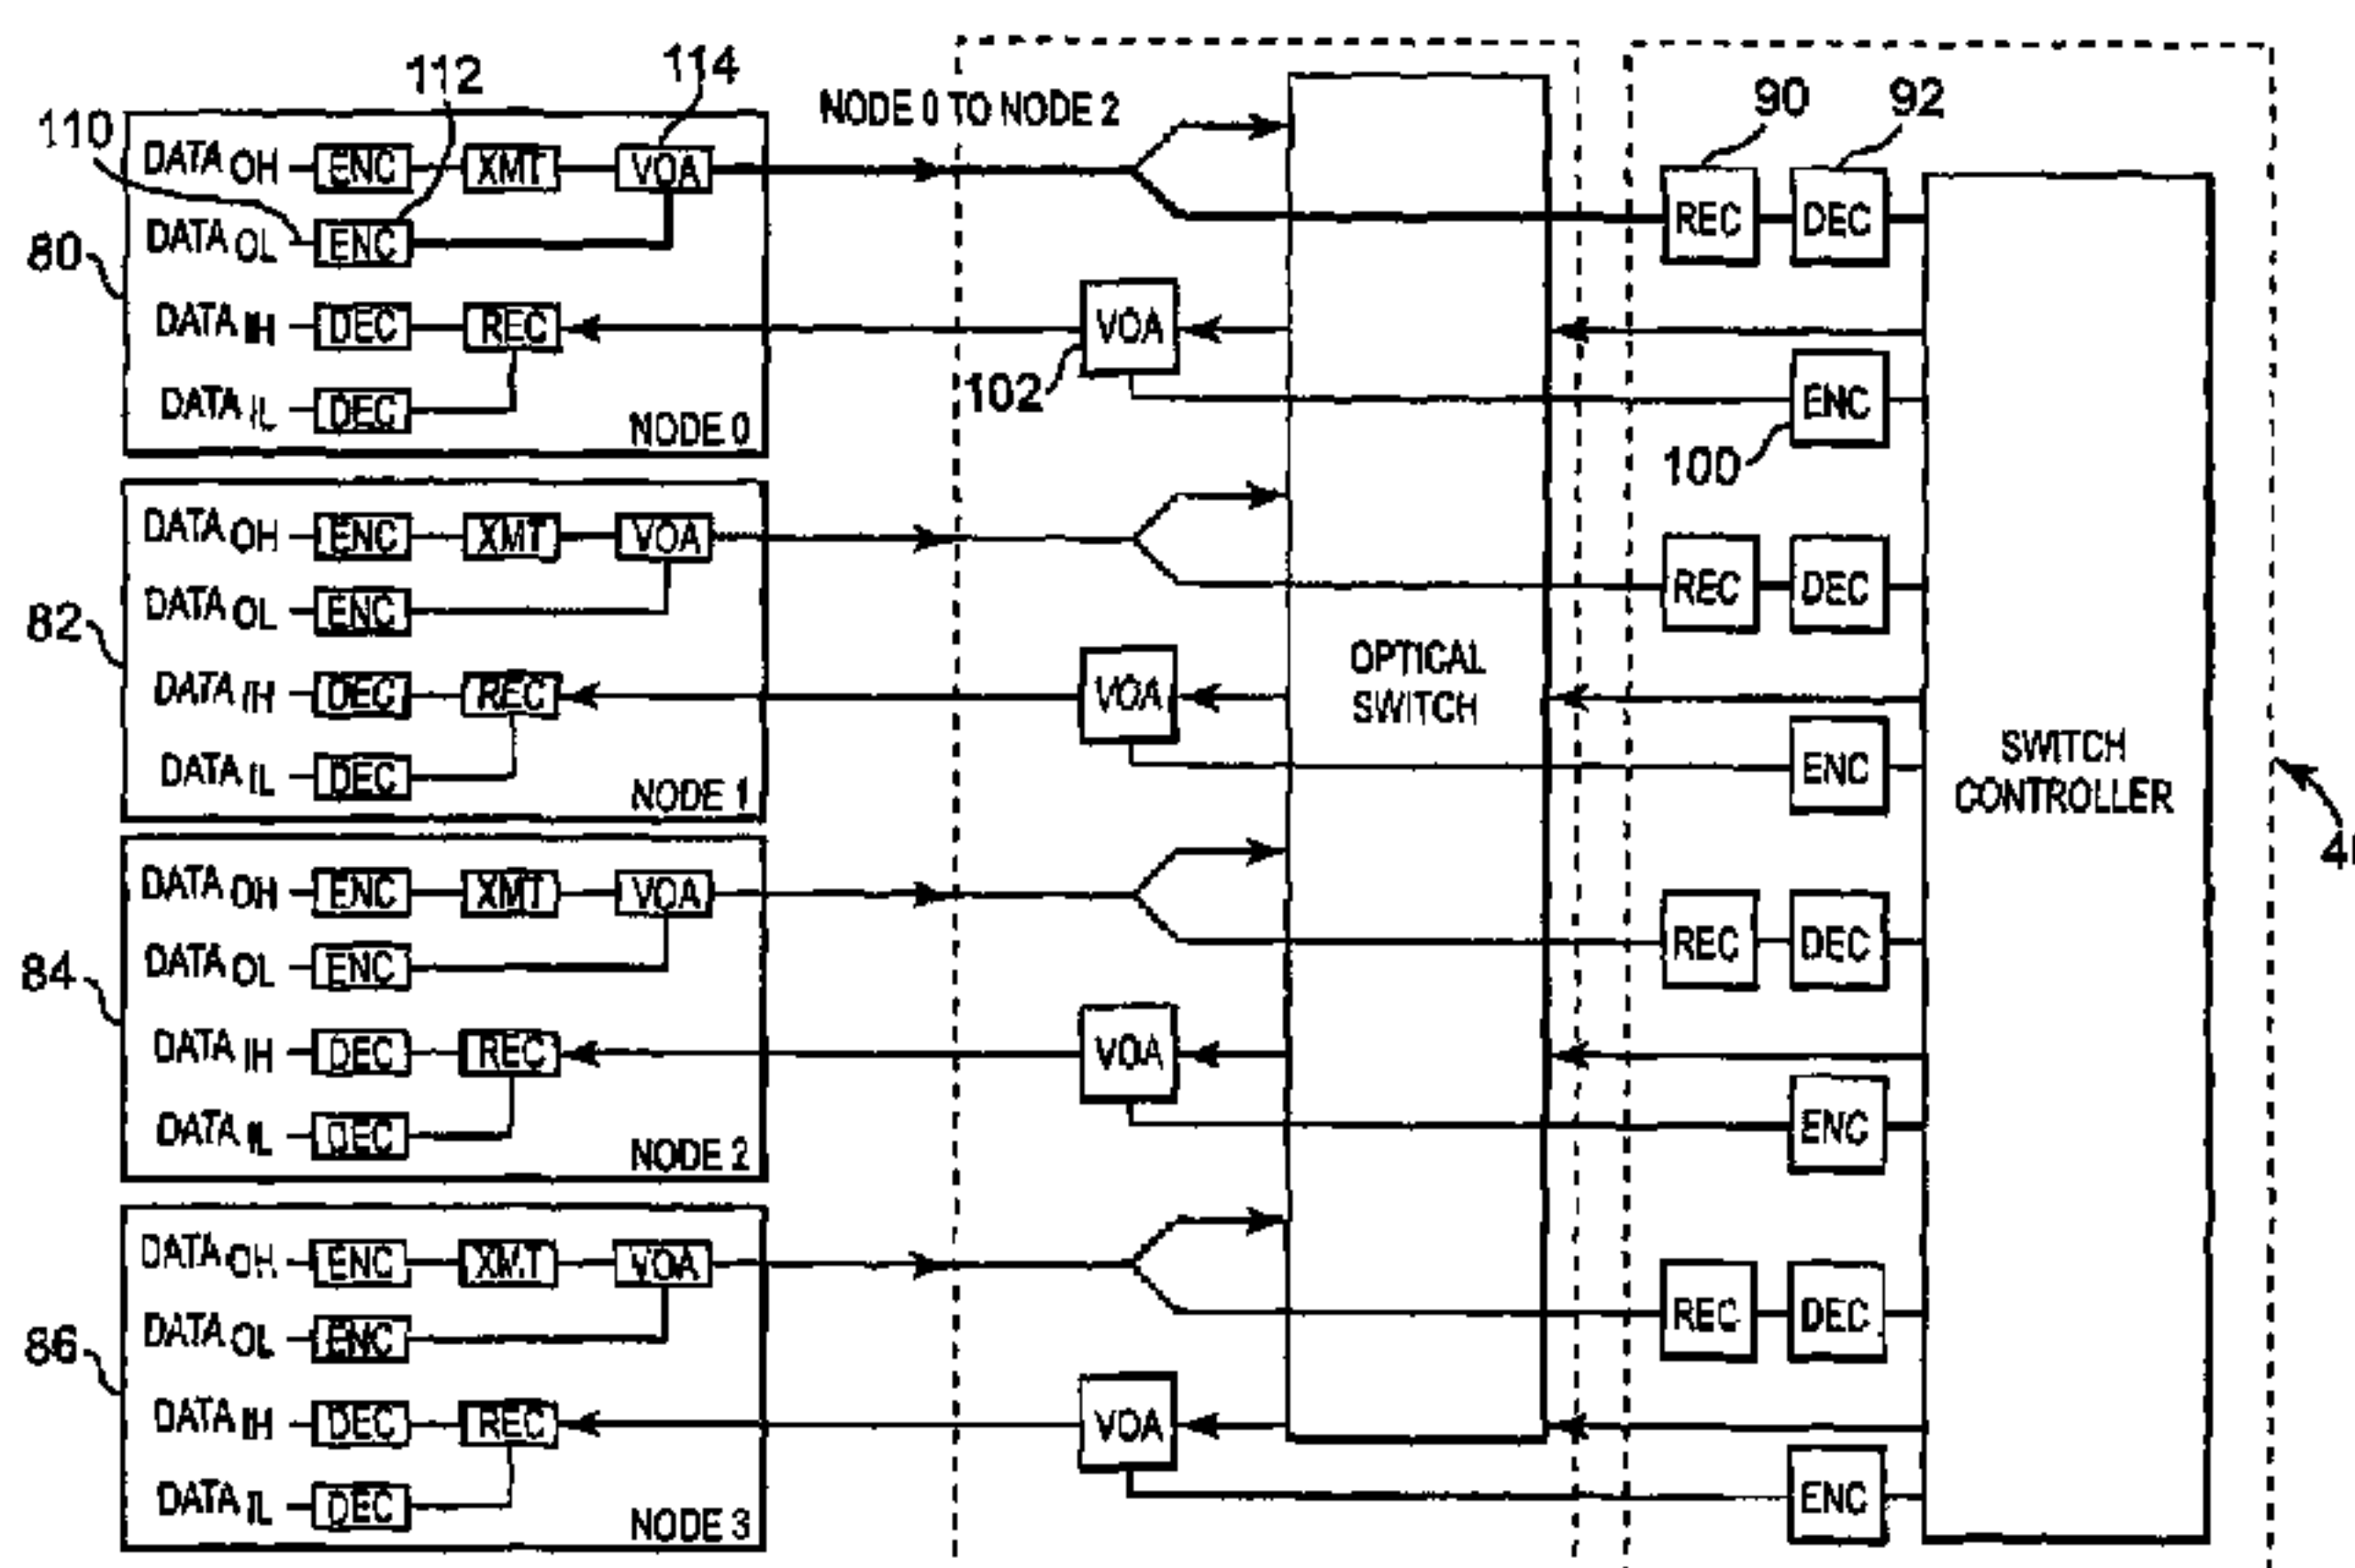 112
114
NODE 0 TO NODE 2
90
92
110
DATA OH ENC XMT VOA
REC DEC
DATA OL ENC
80
DATA IH DEC REC
VOA
102
DATA IL DEC
ENC
NODE 0
100
DATA OH ENC XMT VOA
REC DEC
DATA OL ENC
82
DATA IH DEC REC
VOA
OPTICAL
SWITCH
DATA IL DEC
ENC
NODE 1
SWITCH
CONTROLLER
DATA OH ENC XMT VOA
REC DEC
DATA OL ENC
84
DATA IH DEC REC
VOA
DATA IL DEC
ENC
NODE 2
DATA OH ENC XMT VOA
REC DEC
DATA OL ENC
86
DATA IH DEC REC
VOA
DATA IL DEC
ENC
NODE 3